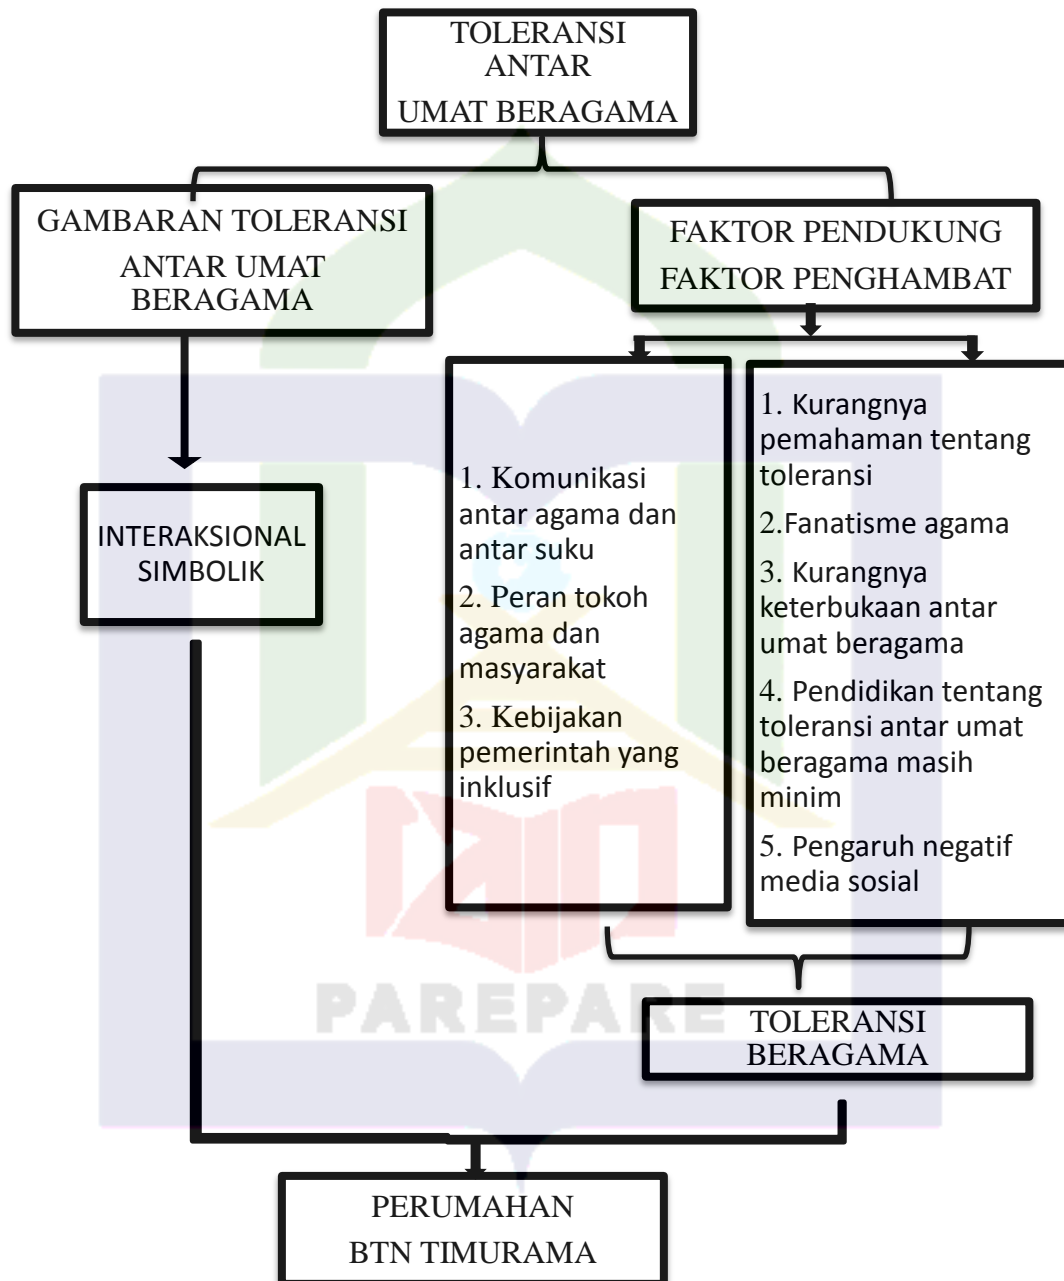 TOLERANSI
ANTAR
UMAT BERAGAMA
GAMBARAN TOLERANSI
ANTAR UMAT
BERAGAMA
FAKTOR PENDUKUNG
FAKTOR PENGHAMBAT
INTERAKSIONAL
SIMBOLIK
1. Komunikasi
antar agama dan
antar suku
2. Peran tokoh
agama dan
masyarakat
3. Kebijakan
pemerintah yang
inklusif
1. Kurangnya
pemahaman tentang
toleransi
2.Fanatisme agama
3. Kurangnya
keterbukaan antar
umat beragama
4. Pendidikan tentang
toleransi antar umat
beragama masih
minim
5. Pengaruh negatif
media sosial
PAREPARE
TOLERANSI
BERAGAMA
PERUMAHAN
BTN TIMURAMA